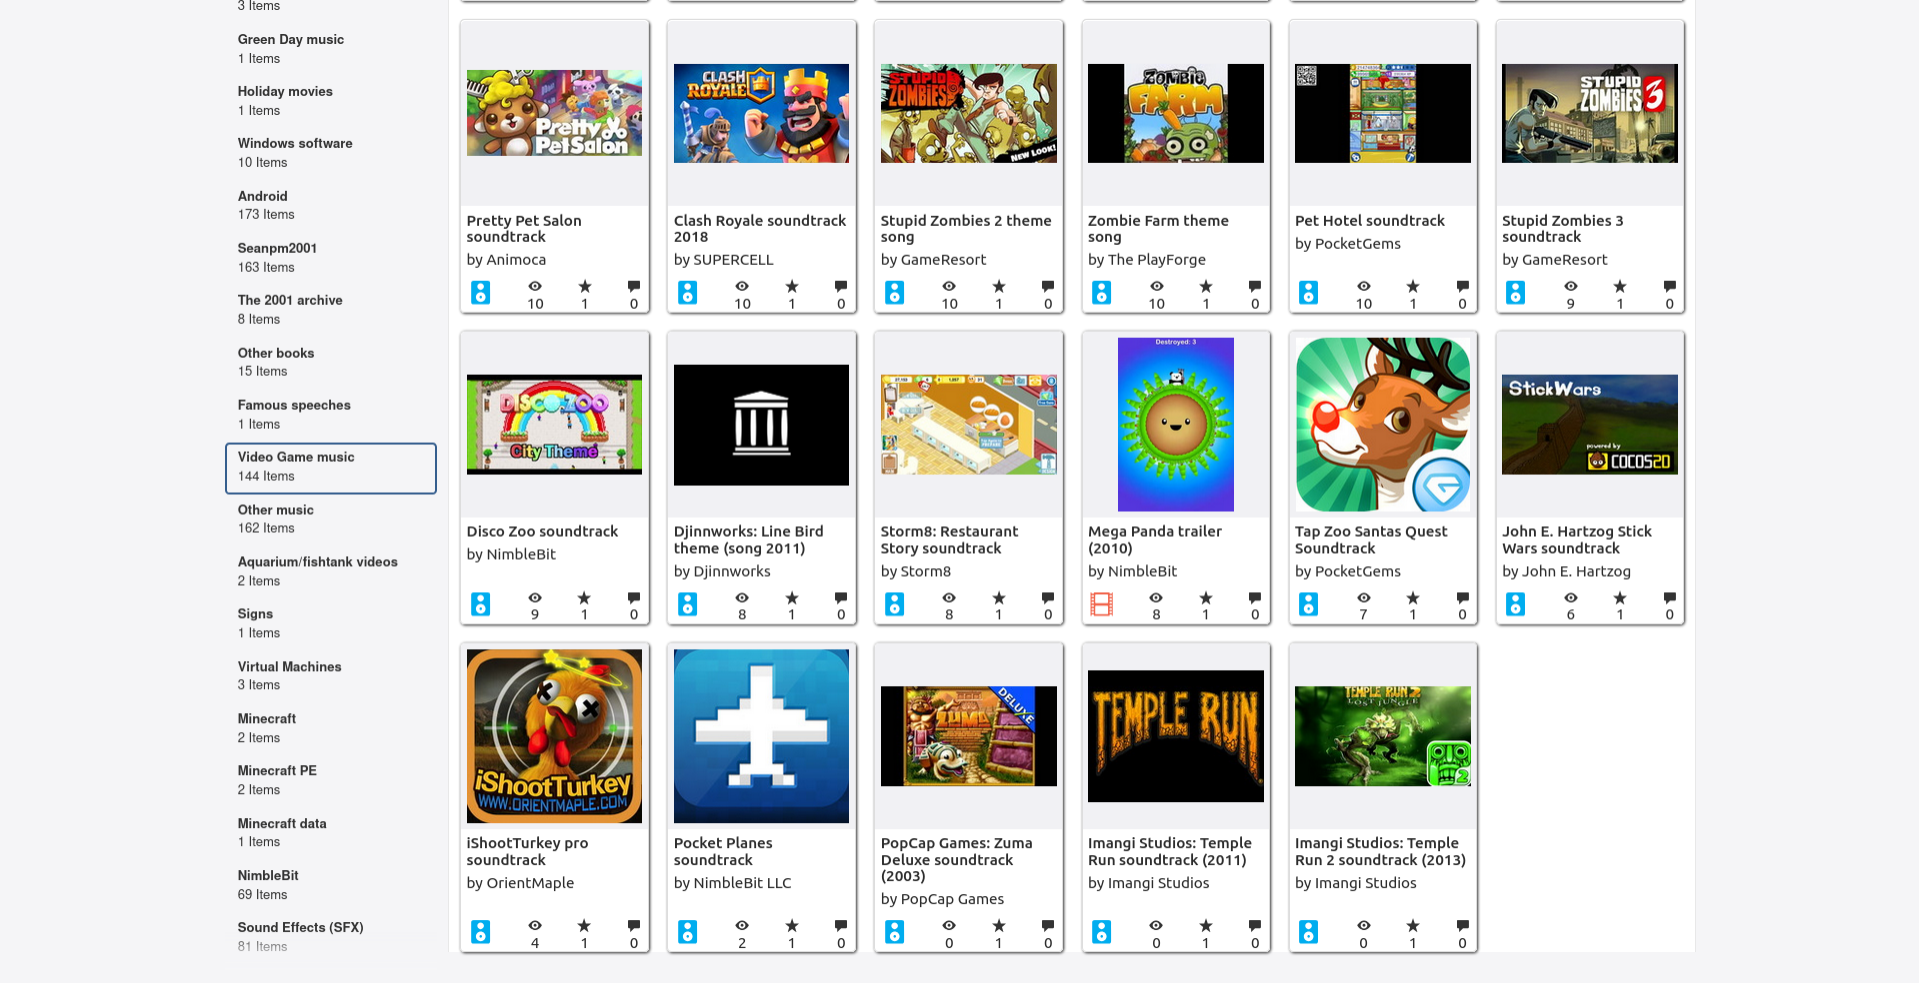 3 Items
Green Day music
1 Items
Holiday movies
1 Items
Windows software
10 Items
Android
173 Items
Seanpm2001
163 Items
The 2001 archive
8 Items
Other books
15 Items
Famous speeches
1 Items
Video Game music
144 Items
Other music
162 Items
Aquarium/fishtank videos
2 Items
Signs
1 Items
Virtual Machines
3 Items
Minecraft
2 Items
Minecraft PE
2 Items
Minecraft data
1 Items
NimbleBit
69 Items
Sound Effects (SFX)
81 Items
Pretty
PetSalon
Pretty Pet Salon
soundtrack
by Animoca
10 1 0
CLASH
ROYALE
Clash Royale soundtrack
2018
by SUPERCELL
10 1 0
STUPID
ZOMBIES
NEW LOOK!
Stupid Zombies 2 theme
song
by GameResort
10 1 0
ZOMBIE
FARM
Zombie Farm theme
song
by The PlayForge
10 1 0
Pet Hotel soundtrack
by PocketGems
10 1 0
STUPID
ZOMBIES 3
Stupid Zombies 3
soundtrack
by GameResort
9 1 0
DISCO ZOO
City Theme
Disco Zoo soundtrack
by NimbleBit
9 1 0
Djinnworks: Line Bird
theme (song 2011)
by Djinnworks
8 1 0
Storm8: Restaurant
Story soundtrack
by Storm8
8 1 0
Destroyed: 3
Mega Panda trailer
(2010)
by NimbleBit
8 1 0
Tap Zoo Santas Quest
Soundtrack
by PocketGems
7 1 0
StickWars
powered by
COCOS2D
John E. Hartzog Stick
Wars soundtrack
by John E. Hartzog
6 1 0
iShootTurkey
WWW.ORIENTMAPLE.COM
iShootTurkey pro
soundtrack
by OrientMaple
4 1 0
Pocket Planes
soundtrack
by NimbleBit LLC
2 1 0
DELUXE
ZUMA
PopCap Games: Zuma
Deluxe soundtrack
(2003)
by PopCap Games
0 1 0
TEMPLE RUN
Imangi Studios: Temple
Run soundtrack (2011)
by Imangi Studios
0 1 0
TEMPLE RUN 2
LOST JUNGLE
2
Imangi Studios: Temple
Run 2 soundtrack (2013)
by Imangi Studios
0 1 0